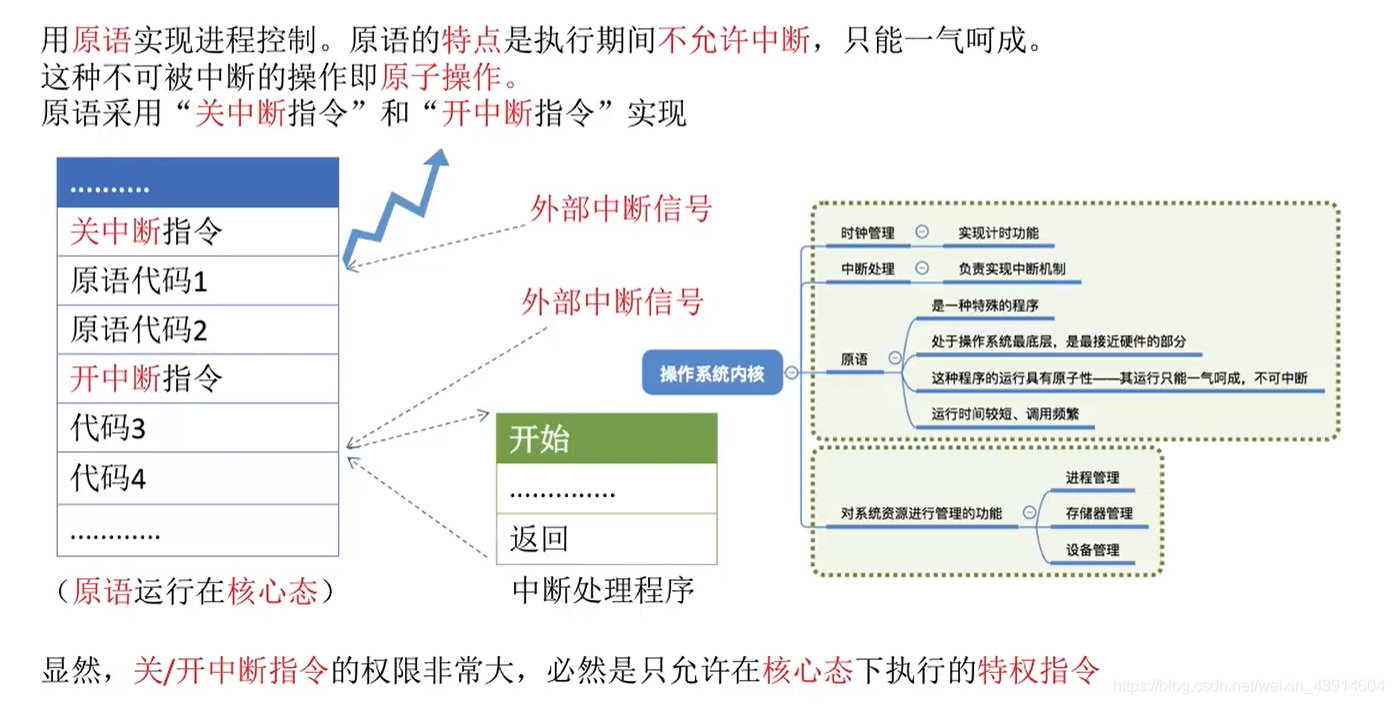 用原语实现进程控制。原语的特点是执行期间不允许中断，只能一气呵成。
这种不可被中断的操作即原子操作。
原语采用“关中断指令”和“开中断指令”实现
..........
关中断指令
原语代码1
原语代码2
开中断指令
代码3
代码4
............
（原语运行在核心态）
外部中断信号
外部中断信号
开始
..............
返回
中断处理程序
操作系统内核
时钟管理
实现计时功能
中断处理
负责实现中断机制
原语
是一种特殊的程序
处于操作系统最底层，是最接近硬件的部分
这种程序的运行具有原子性——其运行只能一气呵成，不可中断
运行时间较短、调用频繁
对系统资源进行管理的功能
进程管理
存储器管理
设备管理
显然，关/开中断指令的权限非常大，必然是只允许在核心态下执行的特权指令
https://blog.csdn.net/weixin_43914604